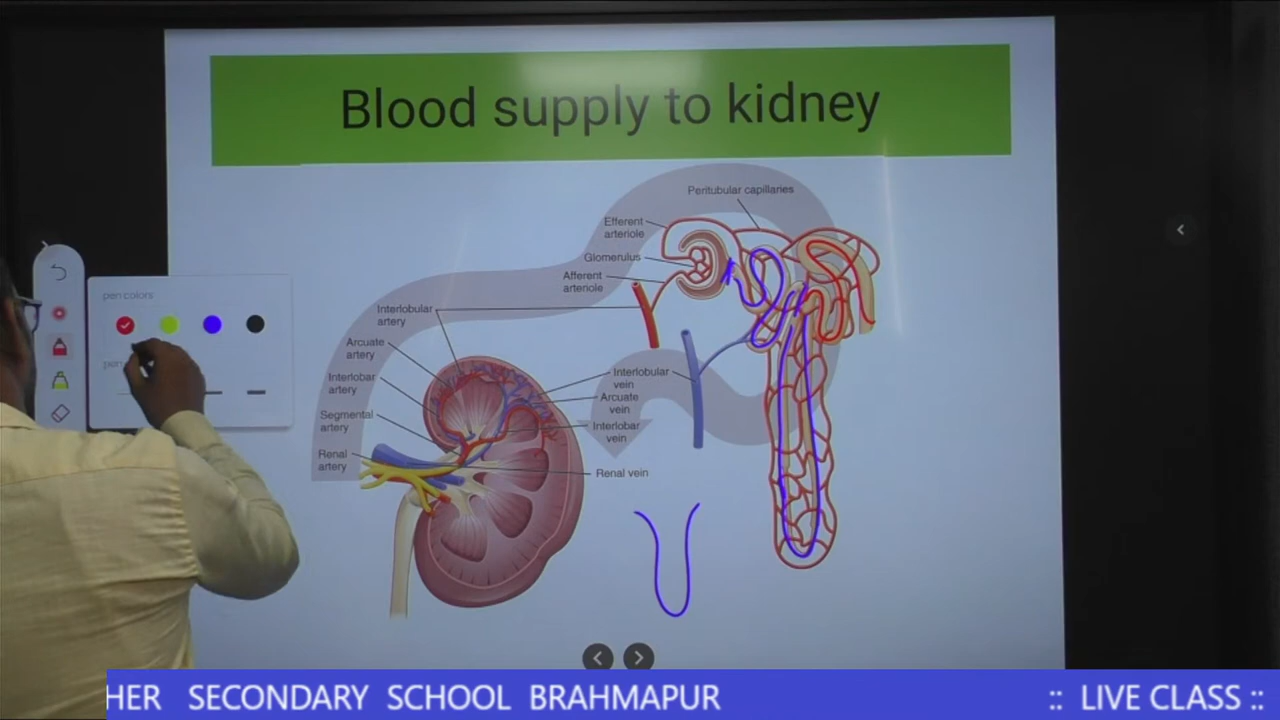 Blood supply to kidney
Peritubular capillaries
Efferent
arteriole
Glomerulus
Afferent
arteriole
Interlobular
artery
Arcuate
artery
Interlobar
artery
Segmental
artery
Renal
artery
Interlobular
vein
Arcuate
vein
Interlobar
vein
Renal vein
pen colors
pen
HER SECONDARY SCHOOL BRAHMAPUR
:: LIVE CLASS ::